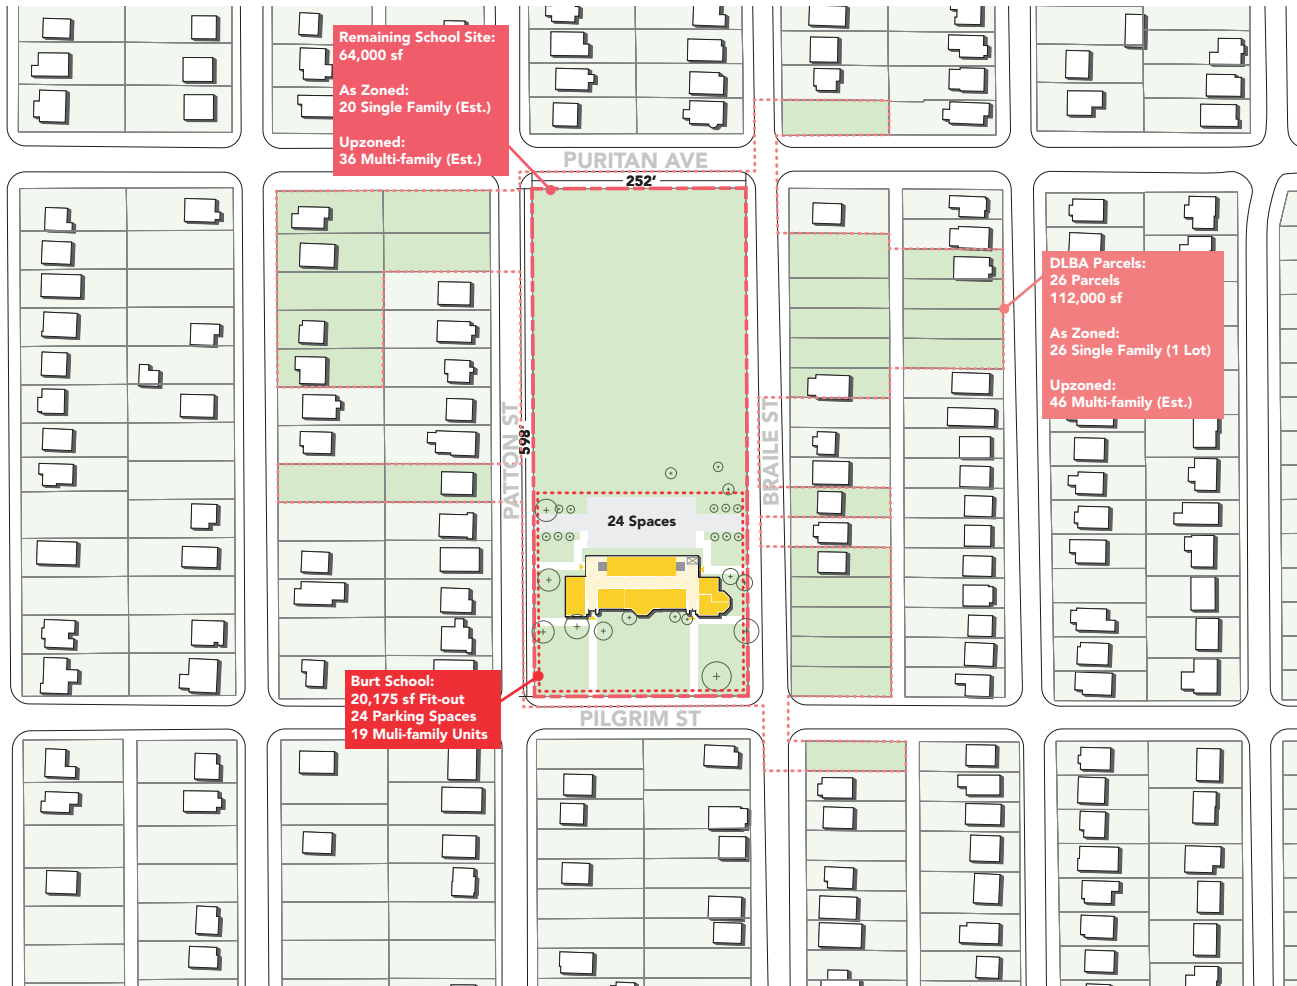 Remaining School Site:
64,000 sf
As Zoned:
20 Single Family (Est.)
Upzoned:
36 Multi-family (Est.)
PURITAN AVE
252’
DLBA Parcels:
26 Parcels
112,000 sf
As Zoned:
26 Single Family (1 Lot)
Upzoned:
46 Multi-family (Est.)
PATTON ST
598’
BRAILE ST
24 Spaces
Burt School:
20,175 sf Fit-out
24 Parking Spaces
19 Muli-family Units
PILGRIM ST